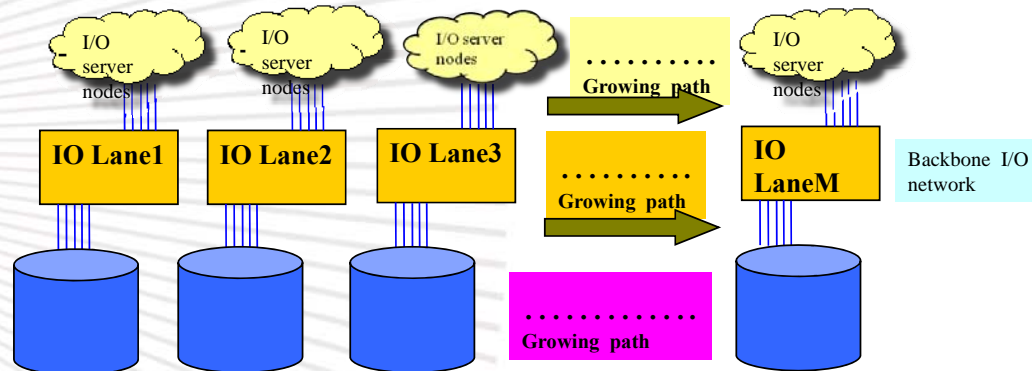 I/O
server
nodes
I/O
server
nodes
I/O server
nodes
..........
Growing path
I/O
server
nodes
IO Lane1
IO Lane2
IO Lane3
..........
Growing path
IO
LaneM
Backbone I/O
network
.............
Growing path